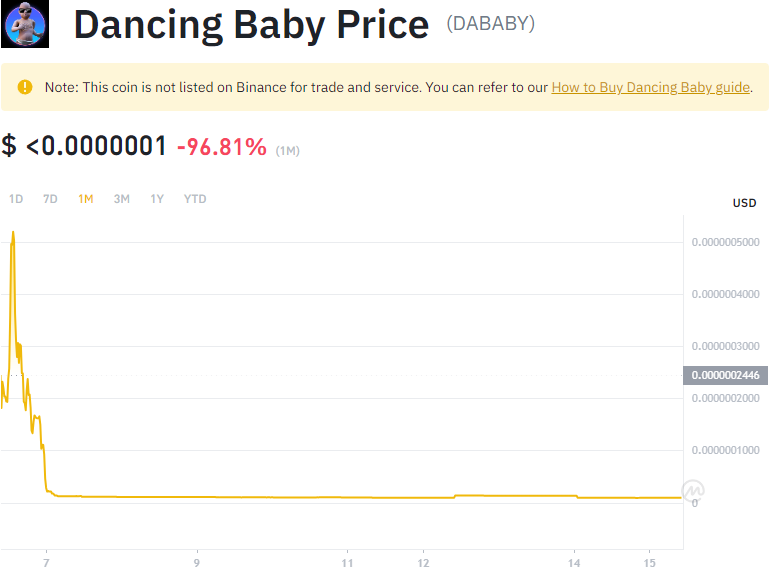 Dancing Baby Price (DABABY)
Note: This coin is not listed on Binance for trade and service. You can refer to our How to Buy Dancing Baby guide.
$ <0.0000001 -96.81% (1M)
1D 7D 1M 3M 1Y YTD
USD
0.0000005000
0.0000004000
0.0000003000
0.0000002446
0.0000002000
0.0000001000
0
7 9 11 12 14 15